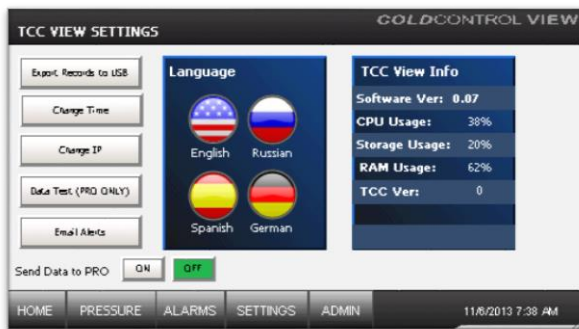 COLDCONTROL VIEW
TCC VIEW SETTINGS
Export Records to USB
Change Time
Change IP
Data Test (PRO ONLY)
Email Alerts
Send Data to PRO ON OFF
Language
English Russian
Spanish German
TCC View Info
Software Ver: 0.07
CPU Usage: 38%
Storage Usage: 20%
RAM Usage: 62%
TCC Ver: 0
HOME PRESSURE ALARMS SETTINGS ADMIN 11/6/2013 7:38 AM